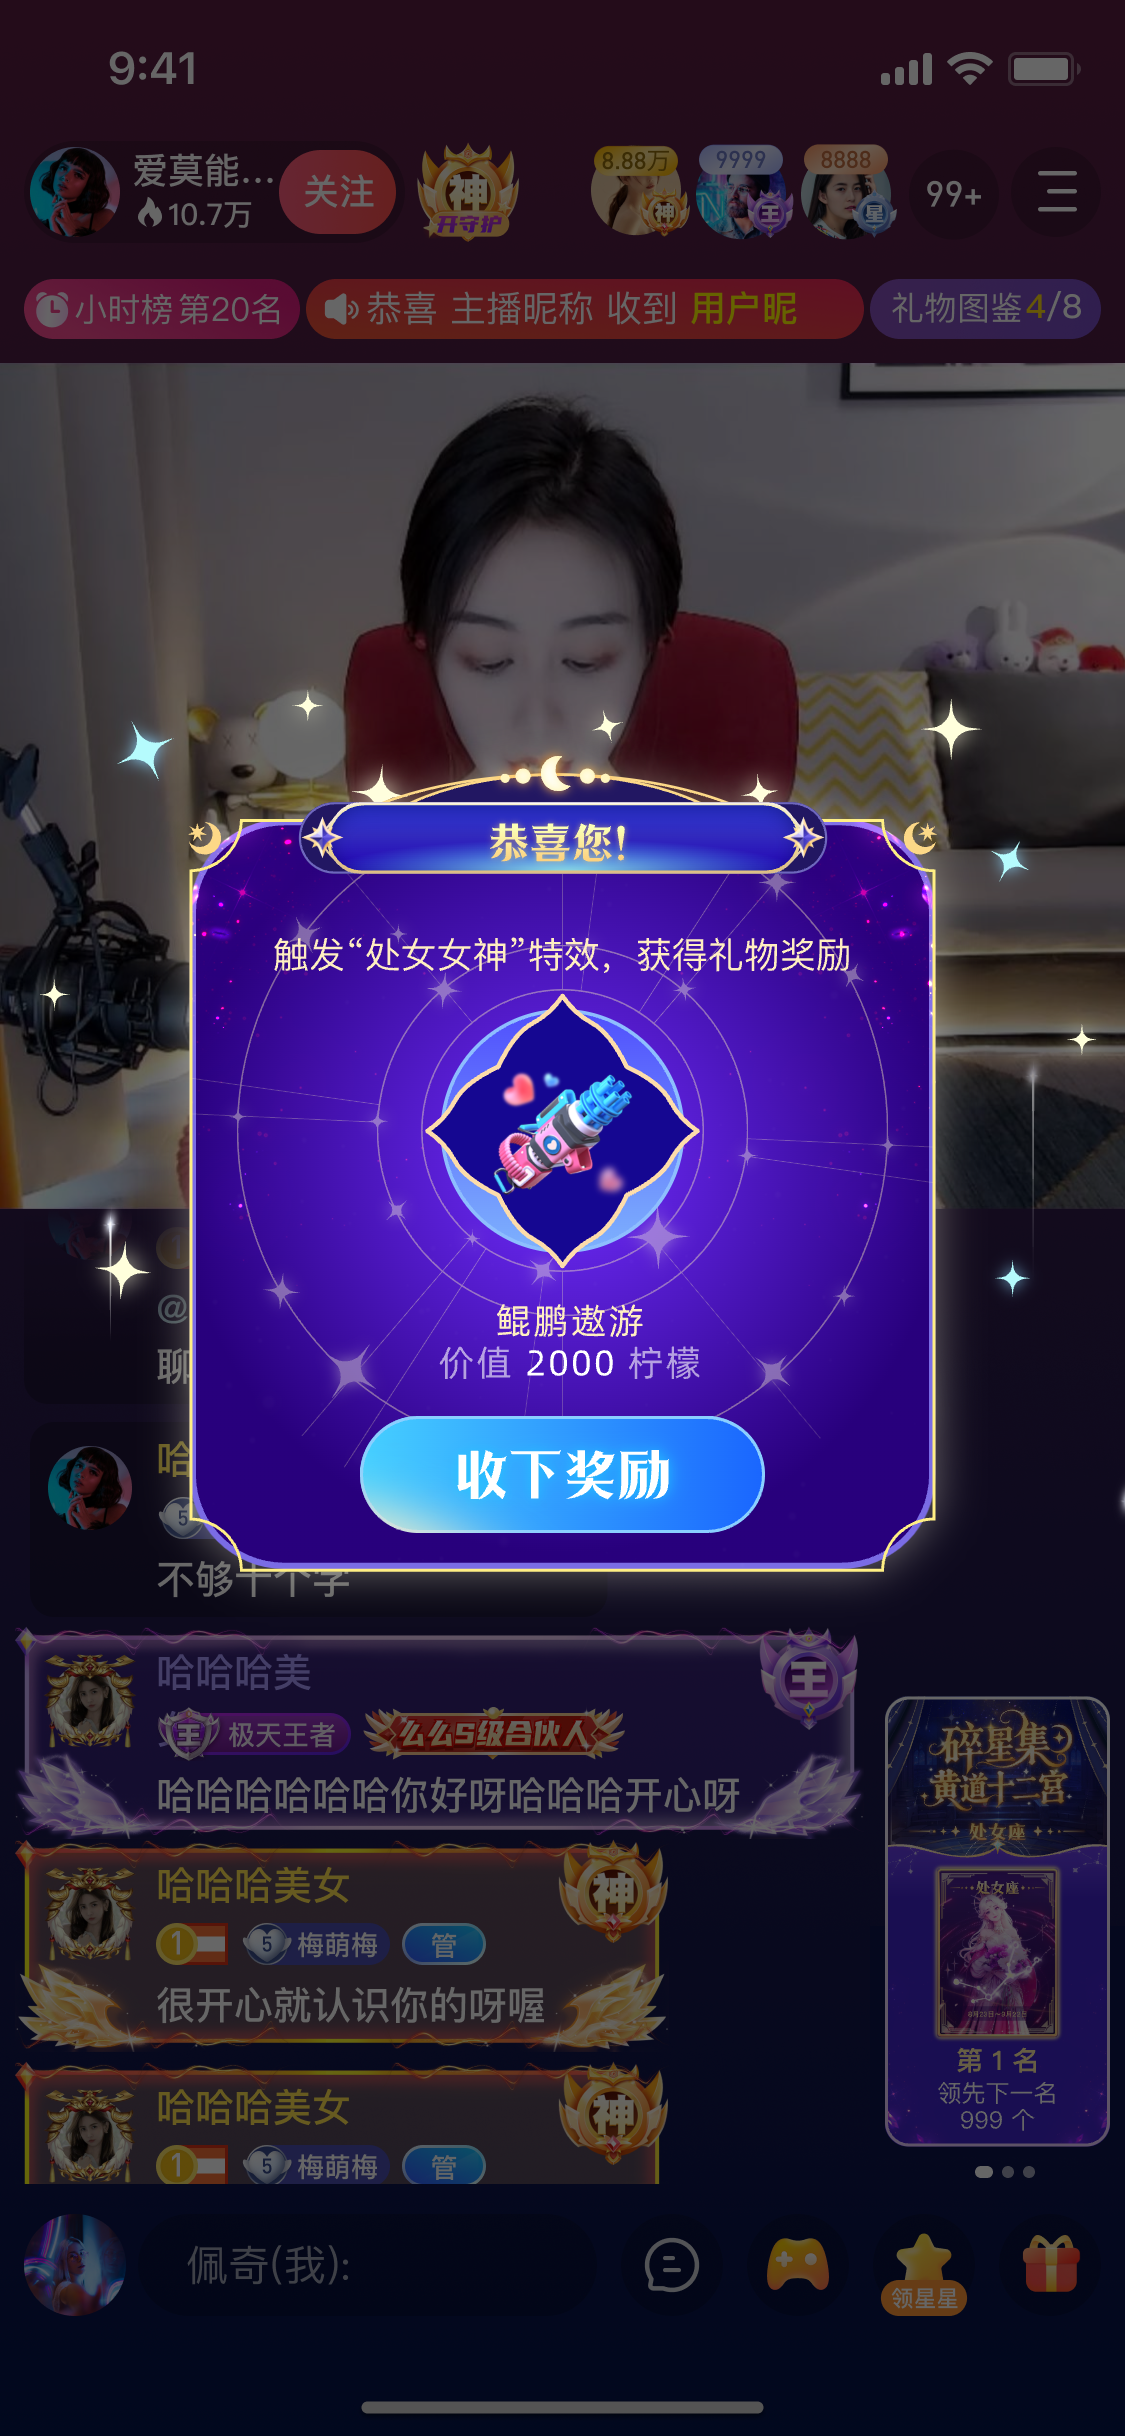 9:41
爱莫能...
10.7万
关注
神
开守护
8.88万
神
9999
王
8888
星
99+
小时榜 第20名
恭喜 主播昵称 收到 用户昵
礼物图鉴4/8
恭喜您!
触发“处女女神”特效，获得礼物奖励
鲲鹏遨游
价值 2000 柠檬
收下奖励
@
聊
哈
5
不够十个字
哈哈哈美
王
王 极天王者 么么S级合伙人
哈哈哈哈哈哈你好呀哈哈哈开心呀
哈哈哈美女
神
1 5 梅萌梅 管
很开心就认识你的呀喔
哈哈哈美女
神
1 5 梅萌梅 管
碎星集
黄道十二宫
处女座
处女座
第 1 名
领先下一名
999 个
佩奇(我):
领星星